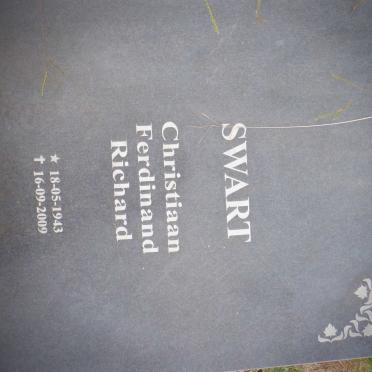 SWART
Christiaan
Ferdinand
Richard
★ 18-05-1943
✝ 16-09-2009